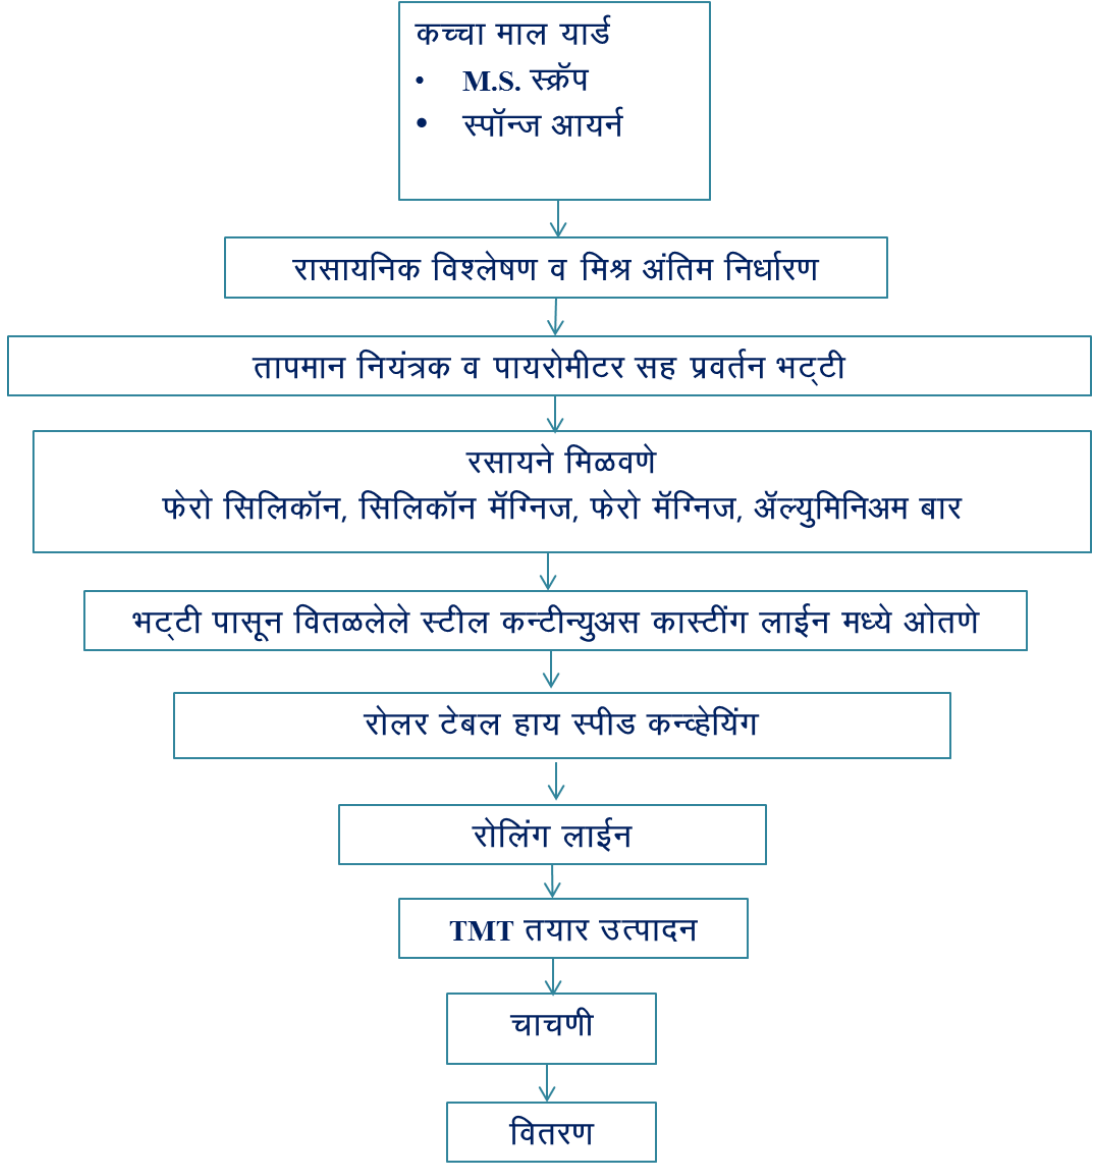 कच्चा माल यार्ड
• M.S. स्क्रॅप
• स्पॉन्ज आयर्न
रासायनिक विश्लेषण व मिश्र अंतिम निर्धारण
तापमान नियंत्रक व पायरोमीटर सह प्रवर्तन भट्‌टी
रसायने मिळवणे
फेरो सिलिकॉन, सिलिकॉन मॅग्निज, फेरो मॅग्निज, ॲल्युमिनिअम बार
भट्‌टी पासून वितळलेले स्टील कन्टीन्युअस कास्टींग लाईन मध्ये ओतणे
रोलर टेबल हाय स्पीड कन्व्हेयिंग
रोलिंग लाईन
TMT तयार उत्पादन
चाचणी
वितरण